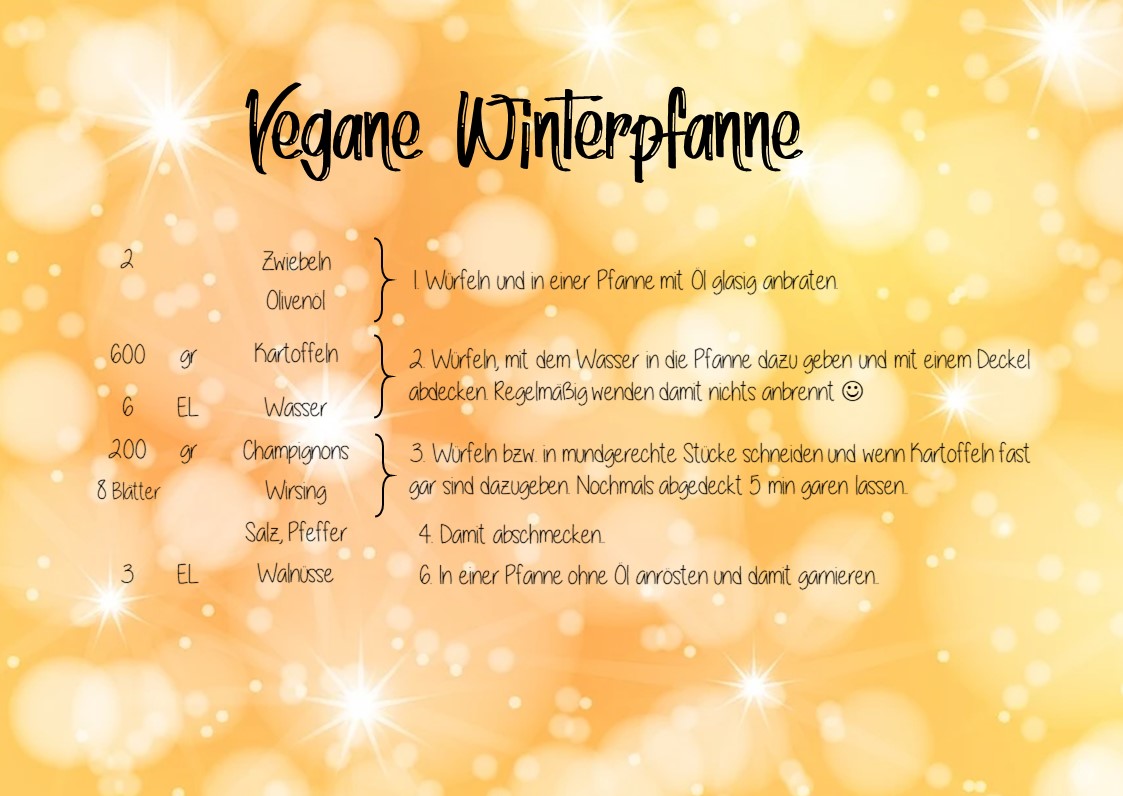 Vegane Winterpfanne
2 Zwiebeln
Olivenöl
1. Würfeln und in einer Pfanne mit Öl glasig anbraten.
600 gr Kartoffeln
6 EL Wasser
2. Würfeln, mit dem Wasser in die Pfanne dazu geben und mit einem Deckel
abdecken. Regelmäßig wenden damit nichts anbrennt ☺
200 gr Champignons
8 Blätter Wirsing
3. Würfeln bzw. in mundgerechte Stücke schneiden und wenn Kartoffeln fast
gar sind dazugeben. Nochmals abgedeckt 5 min garen lassen.
Salz, Pfeffer 4. Damit abschmecken.
3 EL Walnüsse 6. In einer Pfanne ohne Öl anrösten und damit garnieren.